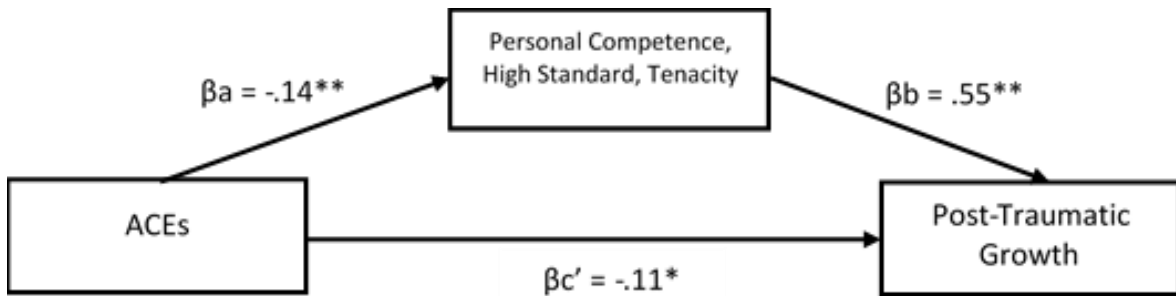 Personal Competence,
High Standard, Tenacity
βa = -.14**
βb = .55**
ACEs
Post-Traumatic
Growth
βc’ = -.11*